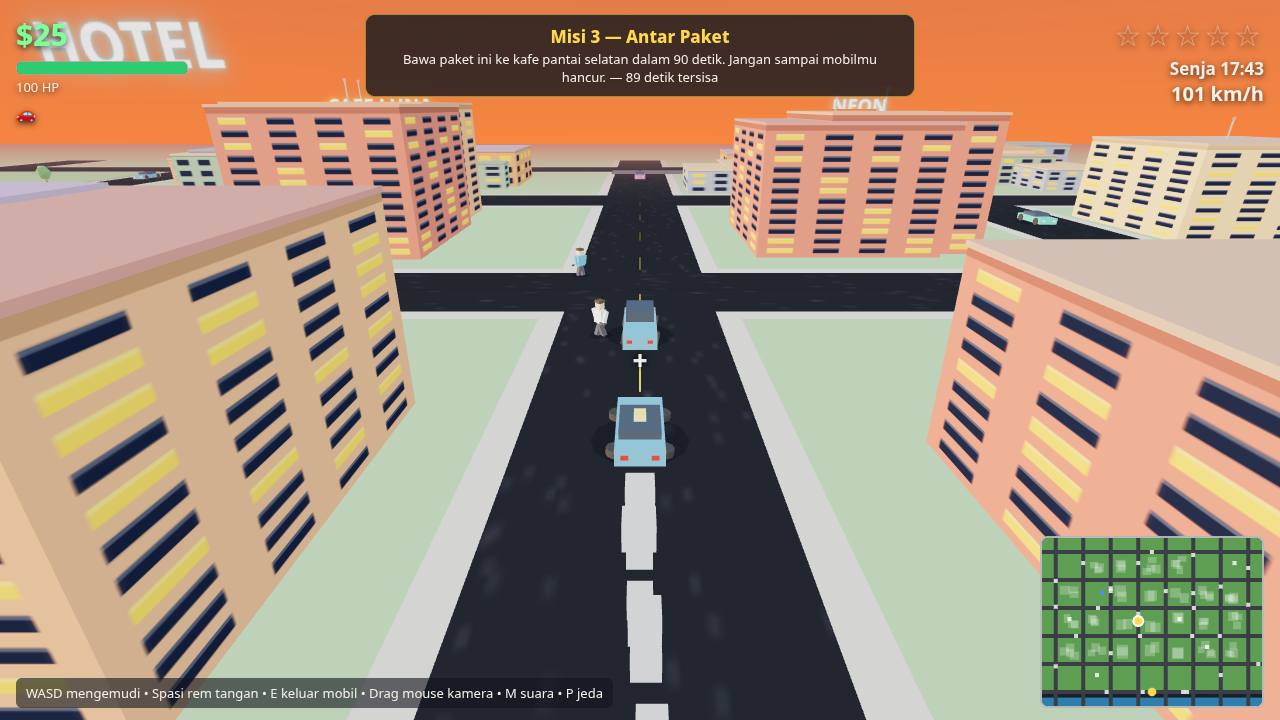 $25
HOTEL
100 HP
Misi 3 — Antar Paket
Bawa paket ini ke kafe pantai selatan dalam 90 detik. Jangan sampai mobilmu
hancur. — 89 detik tersisa
Senja 17:43
101 km/h
CAFE LUNA
NEON
WASD mengemudi • Spasi rem tangan • E keluar mobil • Drag mouse kamera • M suara • P jeda